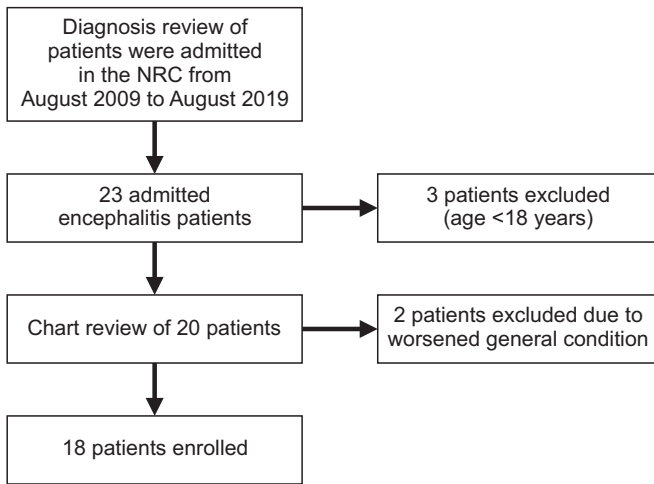 Diagnosis review of
patients were admitted
in the NRC from
August 2009 to August 2019
23 admitted
encephalitis patients
3 patients excluded
(age <18 years)
Chart review of 20 patients
2 patients excluded due to
worsened general condition
18 patients enrolled